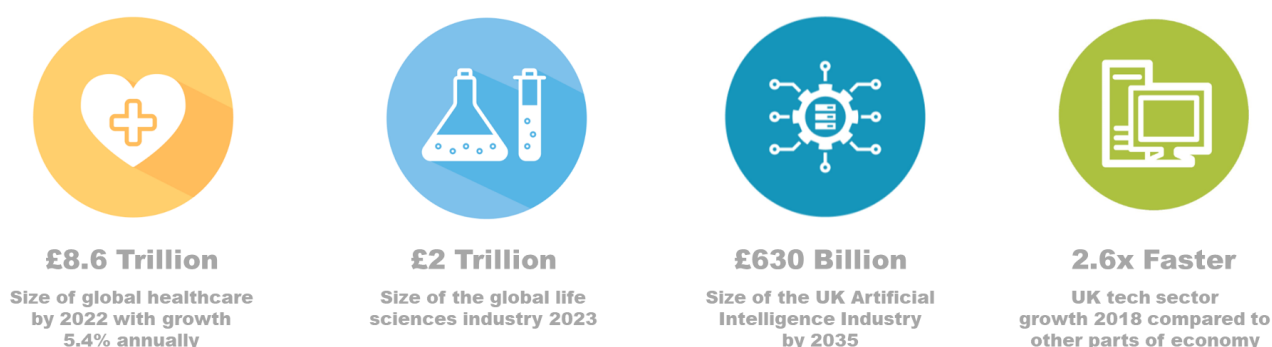 £8.6 Trillion
Size of global healthcare
by 2022 with growth
5.4% annually
£2 Trillion
Size of the global life
sciences industry 2023
£630 Billion
Size of the UK Artificial
Intelligence Industry
by 2035
2.6x Faster
UK tech sector
growth 2018 compared to
other parts of economy